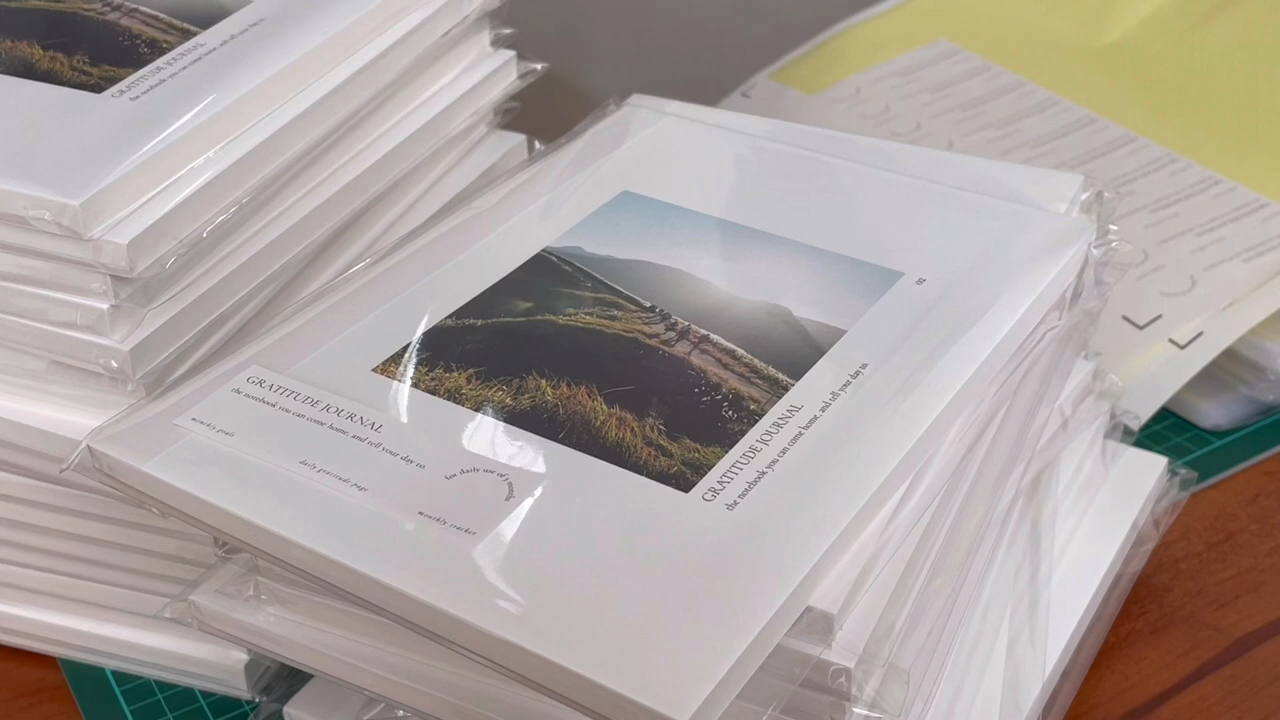 GRATITUDE JOURNAL
the notebook you can come home, and tell your day to
02
GRATITUDE JOURNAL
the notebook you can come home, and tell your day to
GRATITUDE JOURNAL
the notebook you can come home, and tell your day to.
monthly goals
daily gratitude page
for daily use of 3 months
monthly tracker